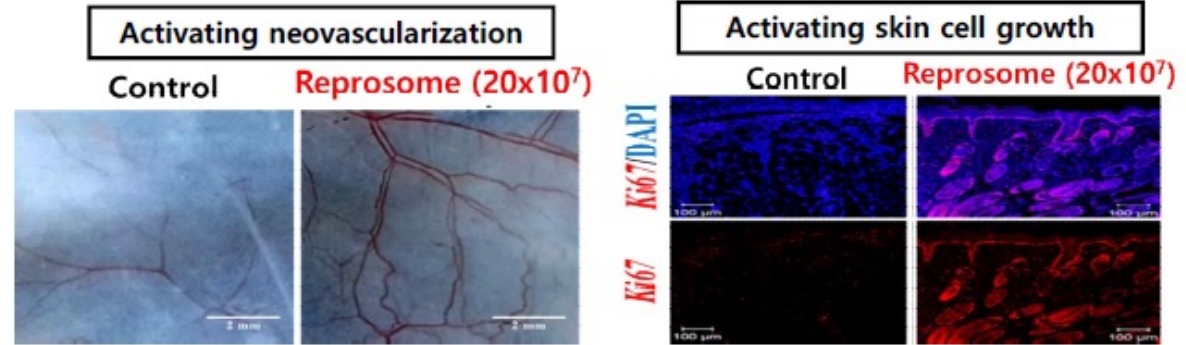 Activating neovascularization
Control
Reprosome (20x10⁷)
2 mm
2 mm
Activating skin cell growth
Control
Reprosome (20x10⁷)
Ki67/DAPI
100 μm
100 μm
Ki67
100 μm
100 μm